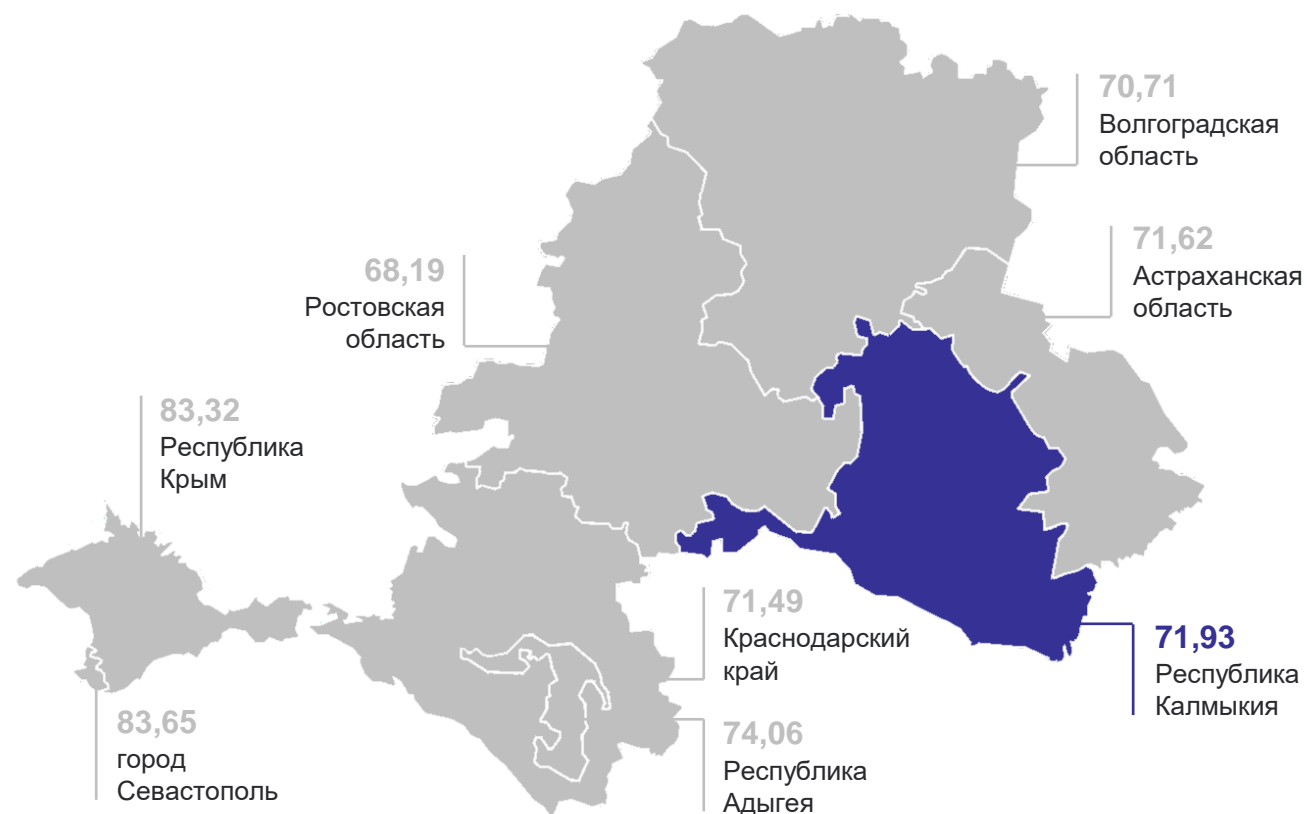 70,71
Волгоградская
область
71,62
Астраханская
область
68,19
Ростовская
область
83,32
Республика
Крым
71,49
Краснодарский
край
71,93
Республика
Калмыкия
83,65
город
Севастополь
74,06
Республика
Адыгея